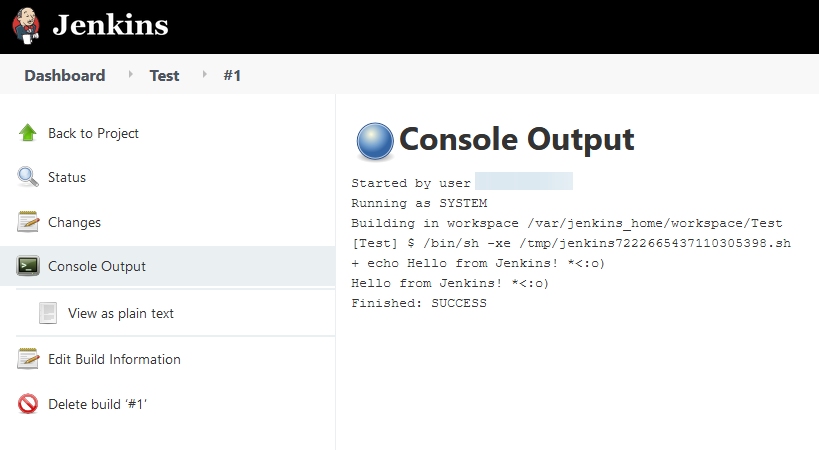 Jenkins
Dashboard Test #1
Back to Project
Status
Changes
Console Output
View as plain text
Edit Build Information
Delete build ‘#1’
Console Output
Started by user
Running as SYSTEM
Building in workspace /var/jenkins_home/workspace/Test
[Test] $ /bin/sh -xe /tmp/jenkins7222665437110305398.sh
+ echo Hello from Jenkins! *<:o)
Hello from Jenkins! *<:o)
Finished: SUCCESS